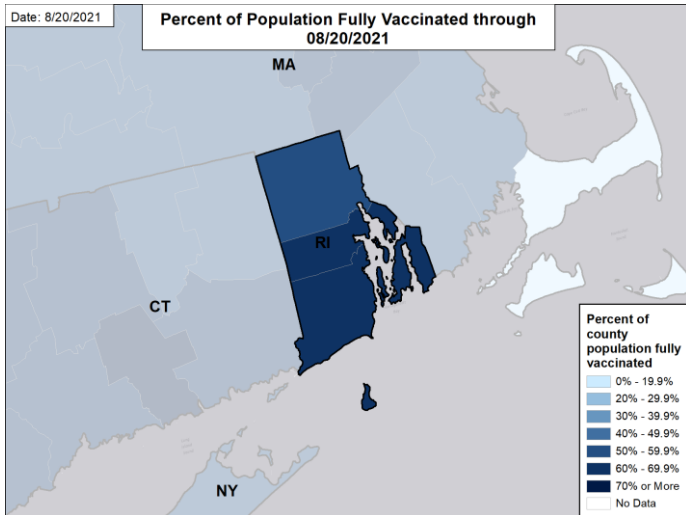 Date: 8/20/2021
Percent of Population Fully Vaccinated through
08/20/2021
MA
RI
CT
NY
Percent of
county
population fully
vaccinated
0% - 19.9%
20% - 29.9%
30% - 39.9%
40% - 49.9%
50% - 59.9%
60% - 69.9%
70% or More
No Data